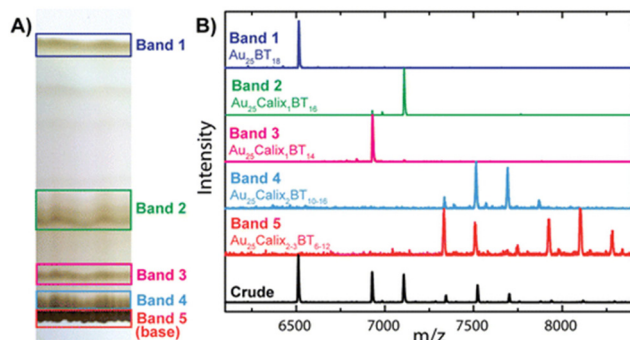 A)
Band 1
Band 2
Band 3
Band 4
Band 5
(base)
B)
Band 1
Au₂₅BT₁₈
Band 2
Au₂₅Calix₁BT₁₆
Band 3
Au₂₅Calix₁BT₁₄
Band 4
Au₂₅Calix₂BT₁₀₋₁₆
Band 5
Au₂₅Calix₂₋₃BT₆₋₁₂
Crude
Intensity
6500 7000 7500 8000
m/z